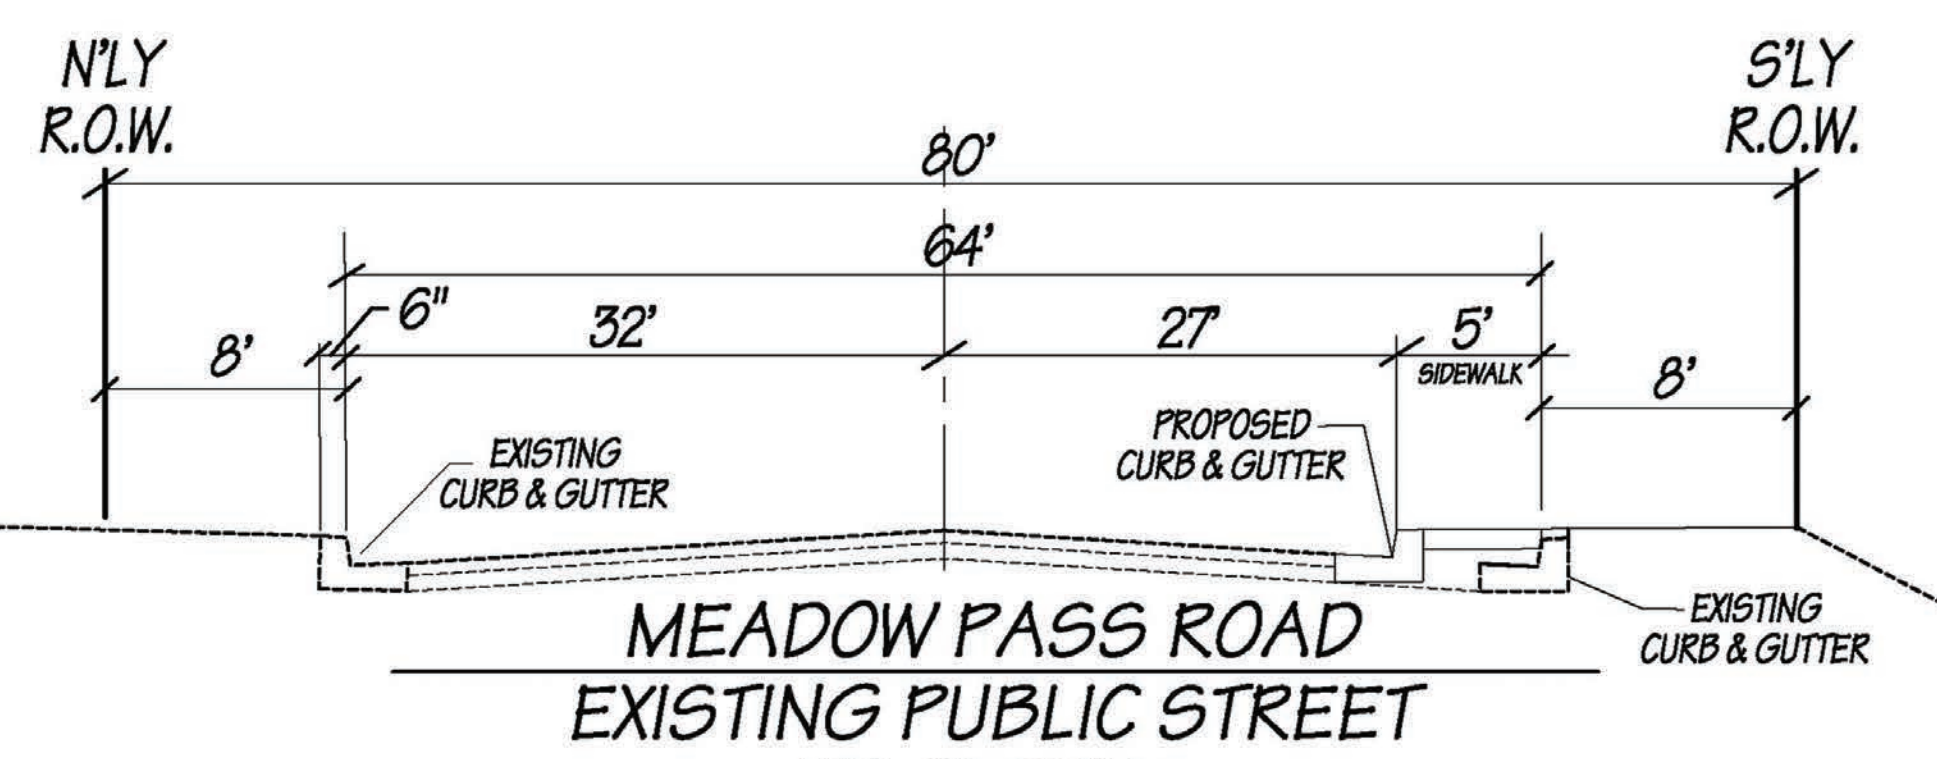 N'LY
R.O.W.
S'LY
R.O.W.
80'
64'
6"
32'
27'
5'
SIDEWALK
8'
8'
EXISTING
CURB & GUTTER
PROPOSED
CURB & GUTTER
EXISTING
CURB & GUTTER
MEADOW PASS ROAD
EXISTING PUBLIC STREET